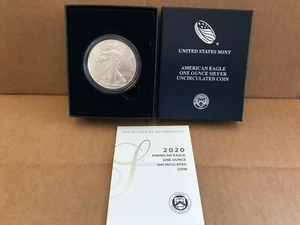 UNITED STATES MINT
AMERICAN EAGLE
ONE OUNCE SILVER
UNCIRCULATED COIN
CERTIFICATE OF AUTHENTICITY
2020
AMERICAN EAGLE
ONE OUNCE
UNCIRCULATED
COIN